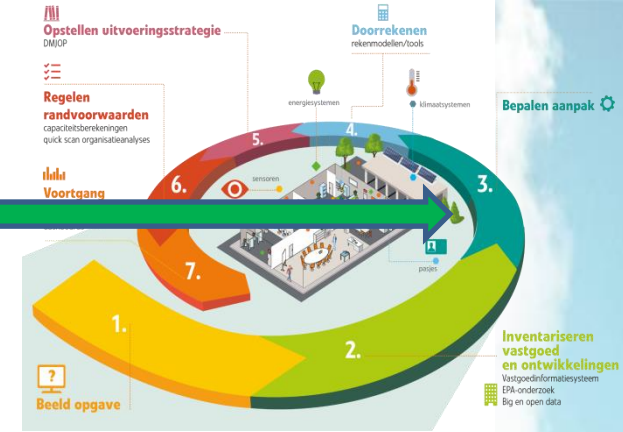 Opstellen uitvoeringsstrategie
DMJOP
Doorrekenen
rekenmodellen/tools
Regelen
randvoorwaarden
capaciteitsberekeningen
quick scan organisatieanalyses
energiesystemen
klimaatsystemen
Bepalen aanpak
5.
4.
6.
sensoren
3.
Voortgang
pasjes
7.
1.
2.
?
Beeld opgave
Inventariseren
vastgoed
en ontwikkelingen
Vastgoedinformatiesysteem
EPA-onderzoek
Big en open data